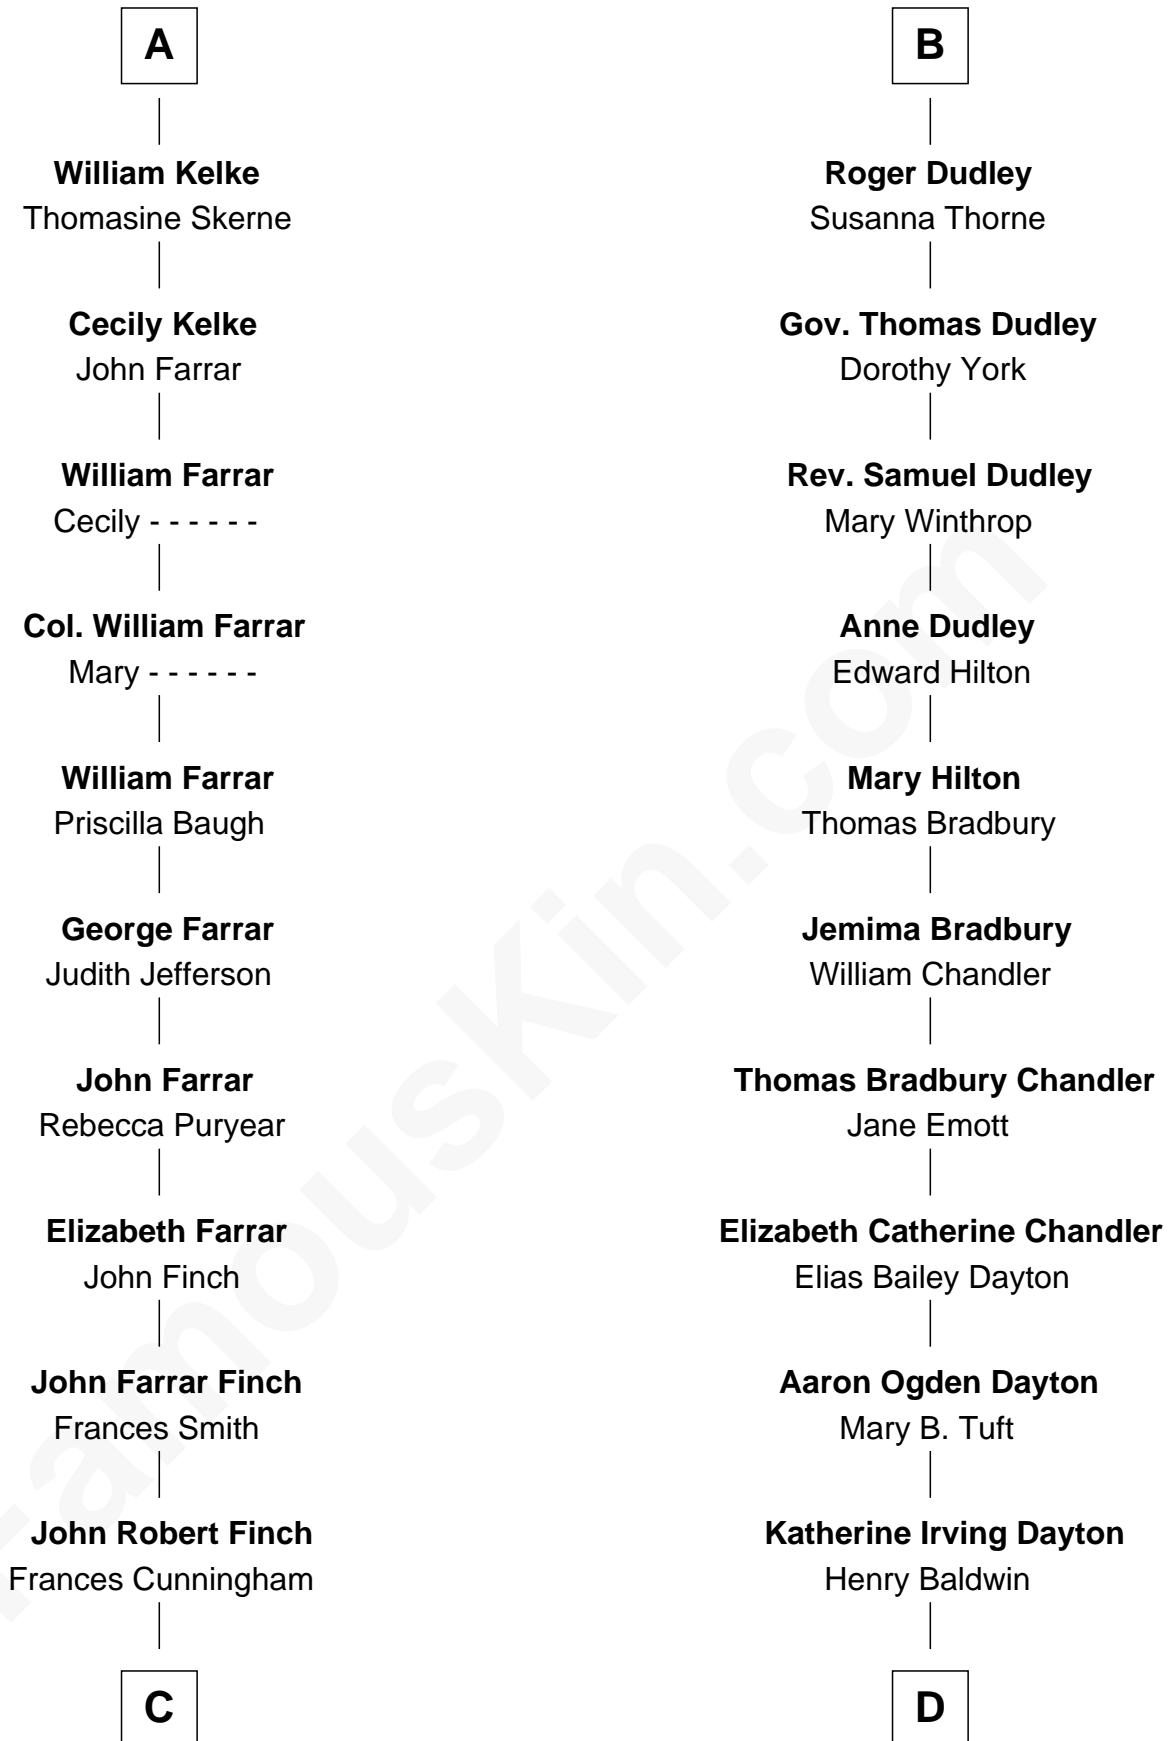 A
William Kelke
Thomasine Skerne
Cecily Kelke
John Farrar
William Farrar
Cecily - - - - - -
Col. William Farrar
Mary - - - - - -
William Farrar
Priscilla Baugh
George Farrar
Judith Jefferson
John Farrar
Rebecca Puryear
Elizabeth Farrar
John Finch
John Farrar Finch
Frances Smith
John Robert Finch
Frances Cunningham
C
B
Roger Dudley
Susanna Thorne
Gov. Thomas Dudley
Dorothy York
Rev. Samuel Dudley
Mary Winthrop
Anne Dudley
Edward Hilton
Mary Hilton
Thomas Bradbury
Jemima Bradbury
William Chandler
Thomas Bradbury Chandler
Jane Emott
Elizabeth Catherine Chandler
Elias Bailey Dayton
Aaron Ogden Dayton
Mary B. Tuft
Katherine Irving Dayton
Henry Baldwin
D
FamousKin.com